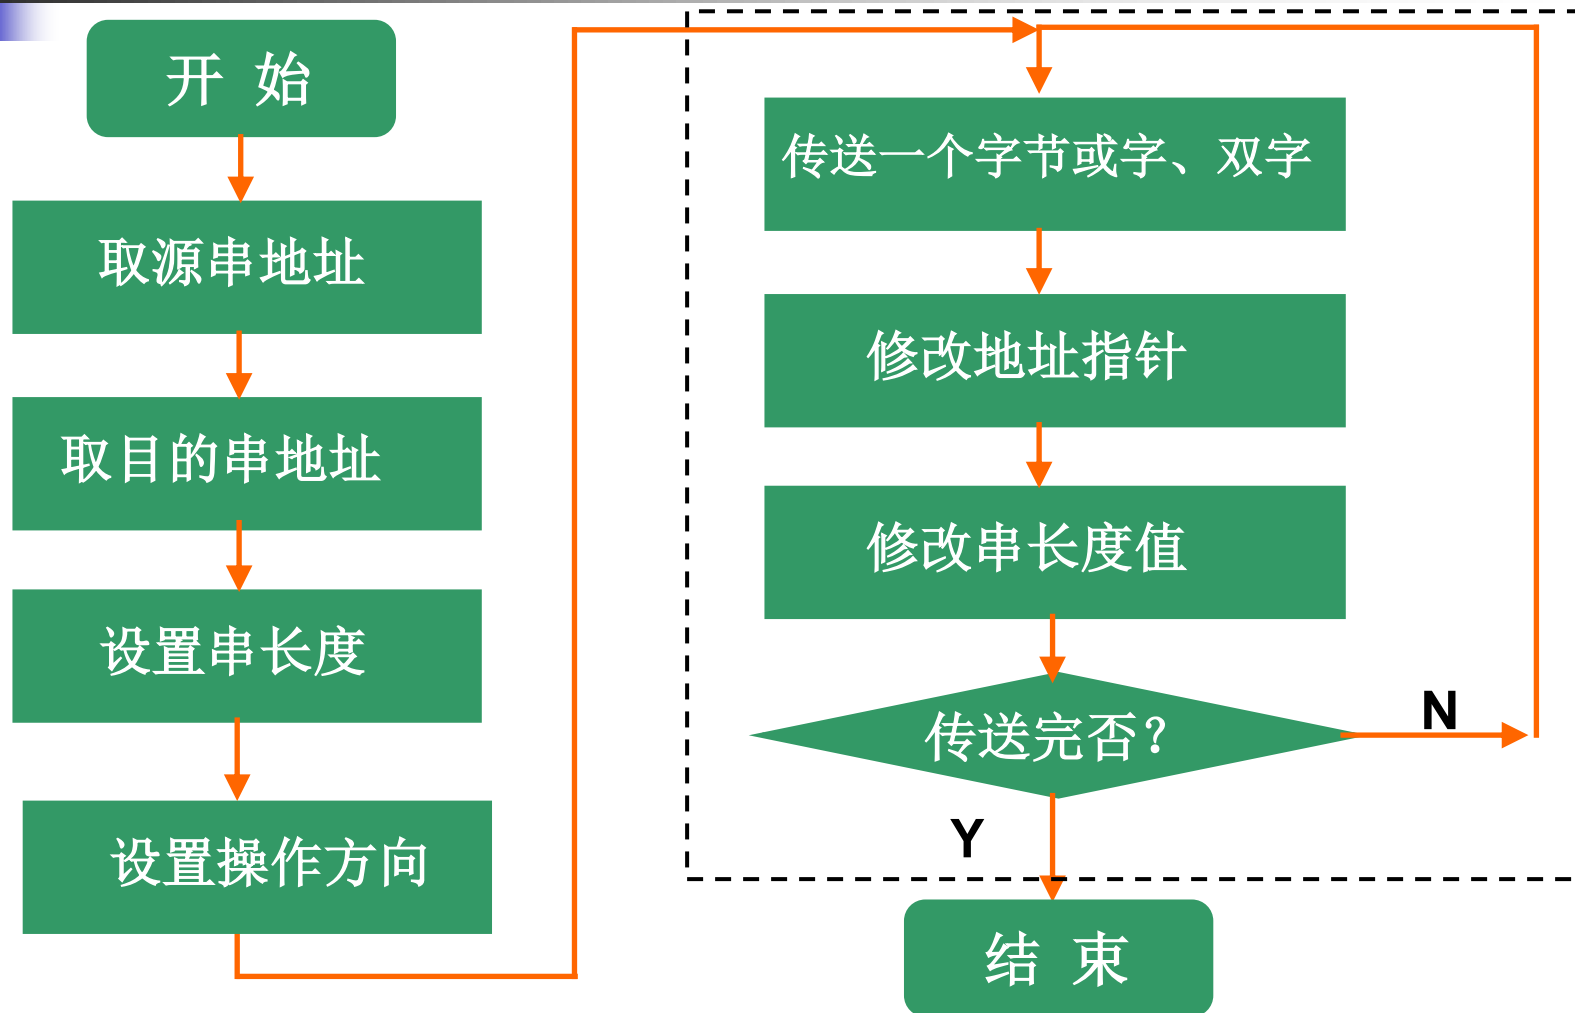 开 始
取源串地址
取目的串地址
设置串长度
设置操作方向
传送一个字节或字、双字
修改地址指针
修改串长度值
传送完否？
N
Y
结 束